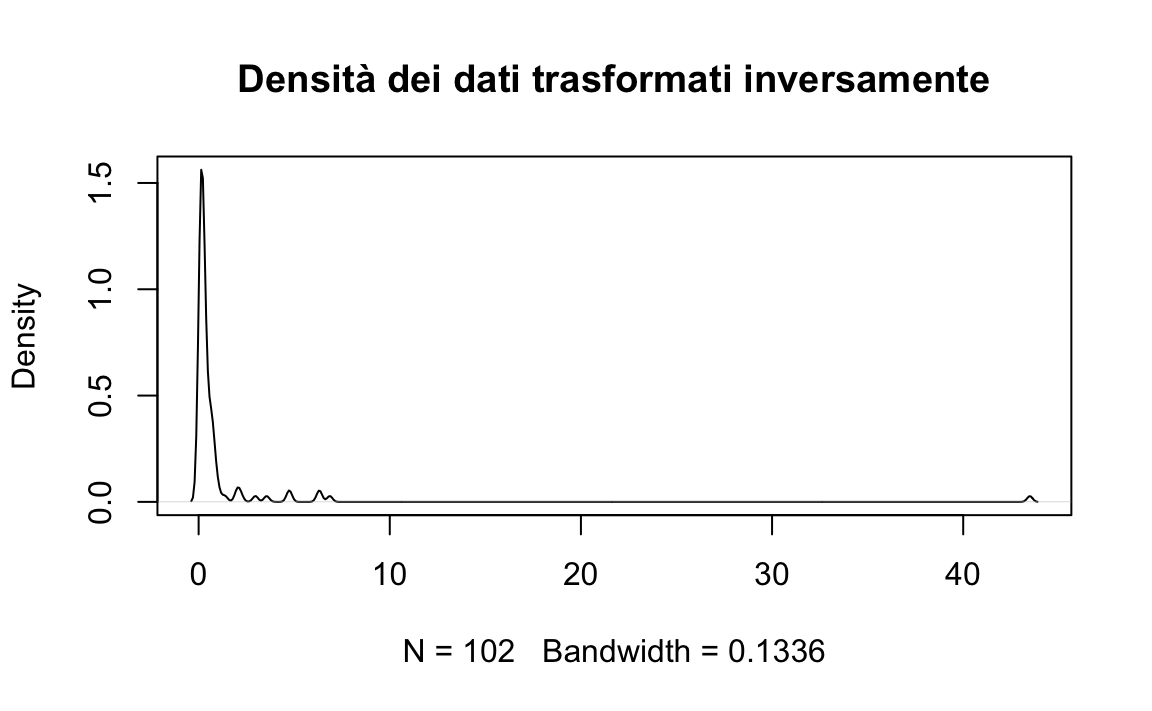 Densità dei dati trasformati inversamente
Density
1.5
1.0
0.5
0.0
0 10 20 30 40
N = 102 Bandwidth = 0.1336